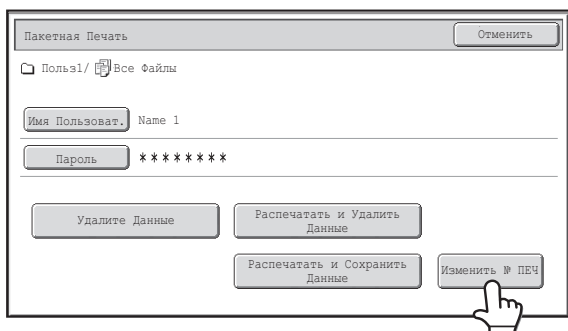 Пакетная Печать
Отменить
Польз1/ Все Файлы
Имя Пользоват. Name 1
Пароль ********
Удалите Данные
Распечатать и Удалить
Данные
Распечатать и Сохранить
Данные
Изменить № ПЕЧ